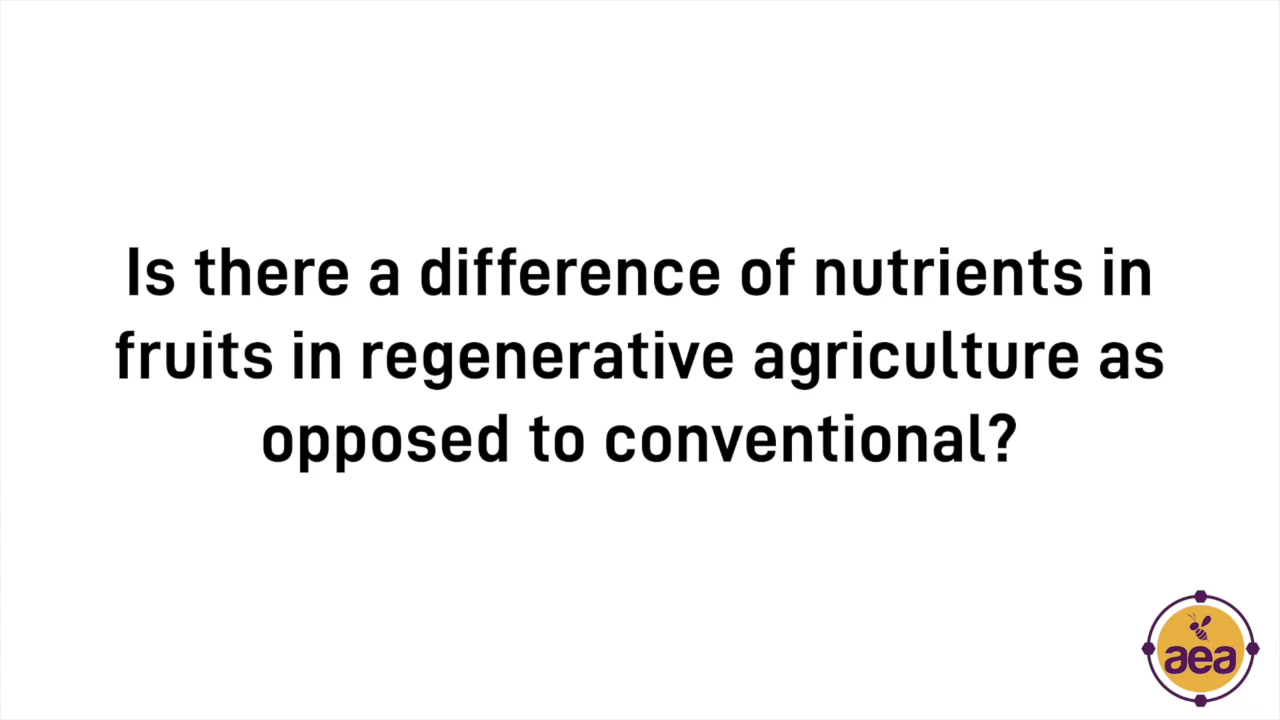 Is there a difference of nutrients in
fruits in regenerative agriculture as
opposed to conventional?
aea